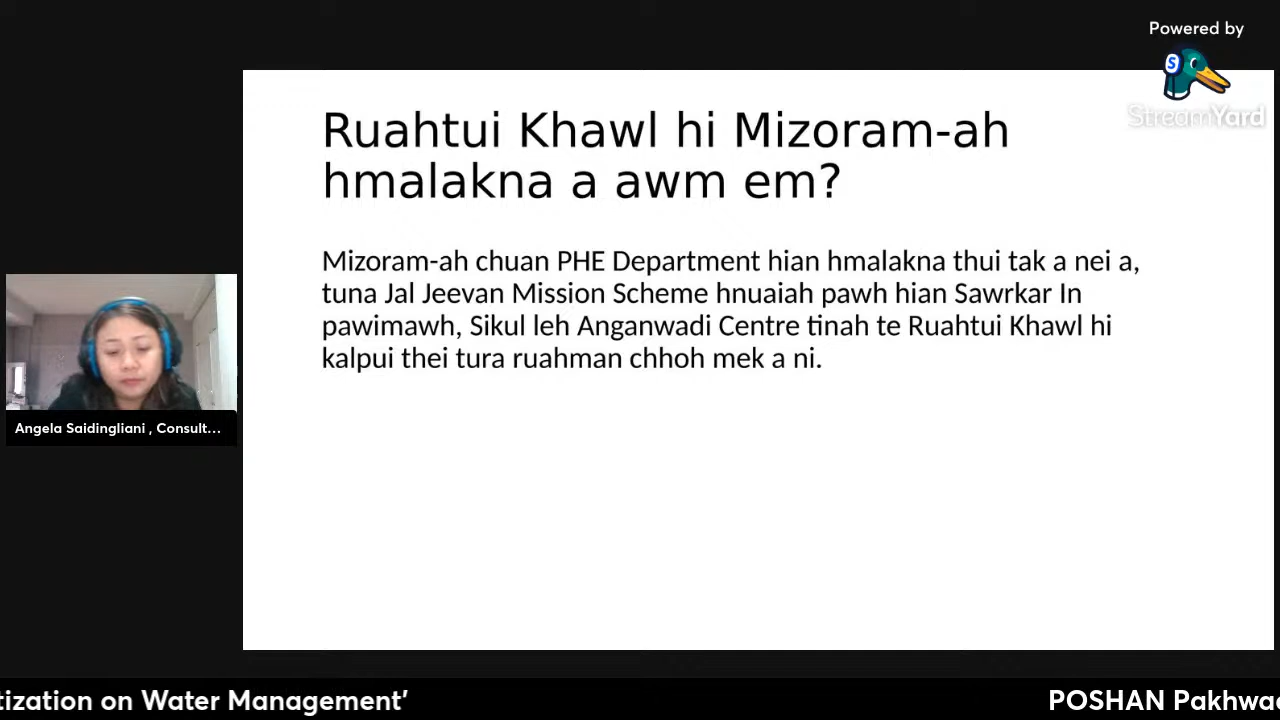 Powered by
StreamYard
Ruahtui Khawl hi Mizoram-ah
hmalakna a awm em?
Mizoram-ah chuan PHE Department hian hmalakna thui tak a nei a,
tuna Jal Jeevan Mission Scheme hnuaiah pawh hian Sawrkar In
pawimawh, Sikul leh Anganwadi Centre tinah te Ruahtui Khawl hi
kalpui thei tura ruahman chhoh mek a ni.
Angela Saidingliani , Consult...
tization on Water Management'
POSHAN Pakhwa